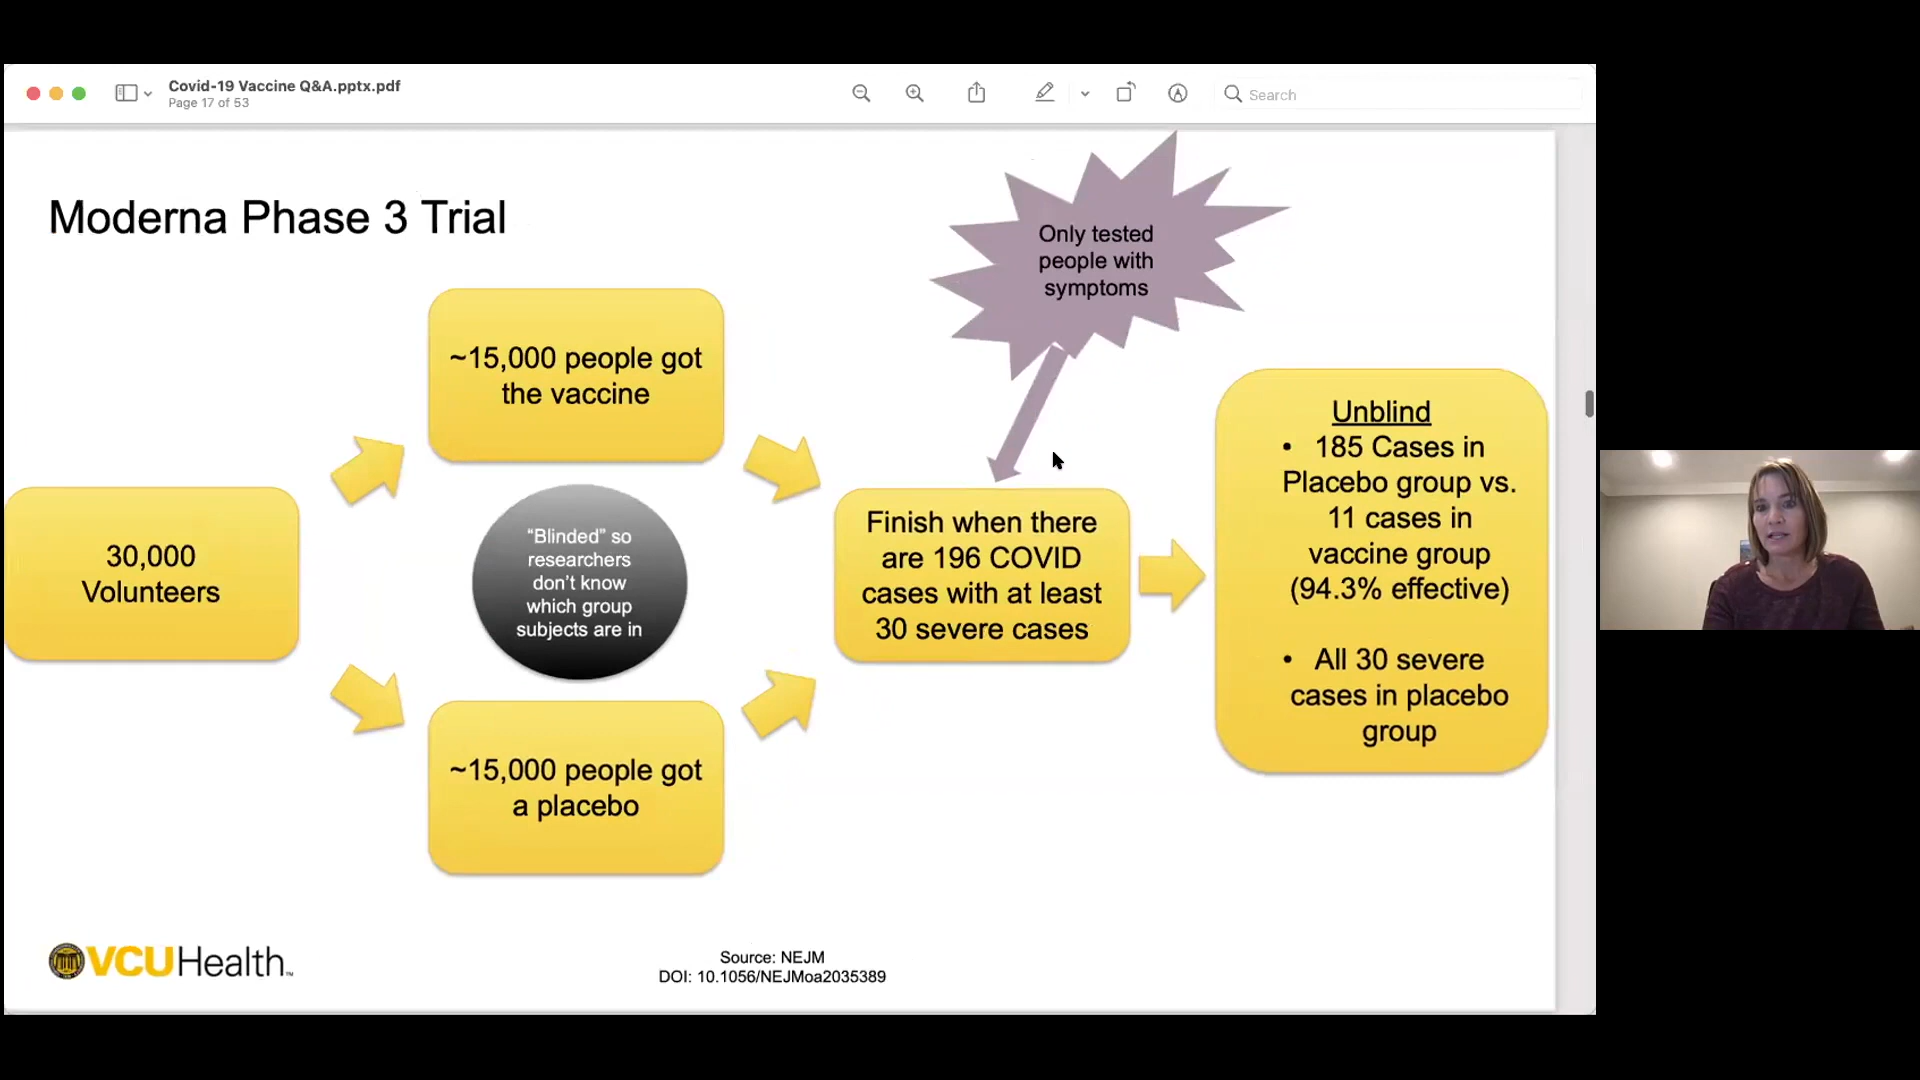 Covid-19 Vaccine Q&A.pptx.pdf
Page 17 of 53
Search
Moderna Phase 3 Trial
Only tested
people with
symptoms
~15,000 people got
the vaccine
30,000
Volunteers
“Blinded” so
researchers
don’t know
which group
subjects are in
~15,000 people got
a placebo
Finish when there
are 196 COVID
cases with at least
30 severe cases
Unblind
• 185 Cases in
Placebo group vs.
11 cases in
vaccine group
(94.3% effective)
• All 30 severe
cases in placebo
group
VCUHealth™
Source: NEJM
DOI: 10.1056/NEJMoa2035389